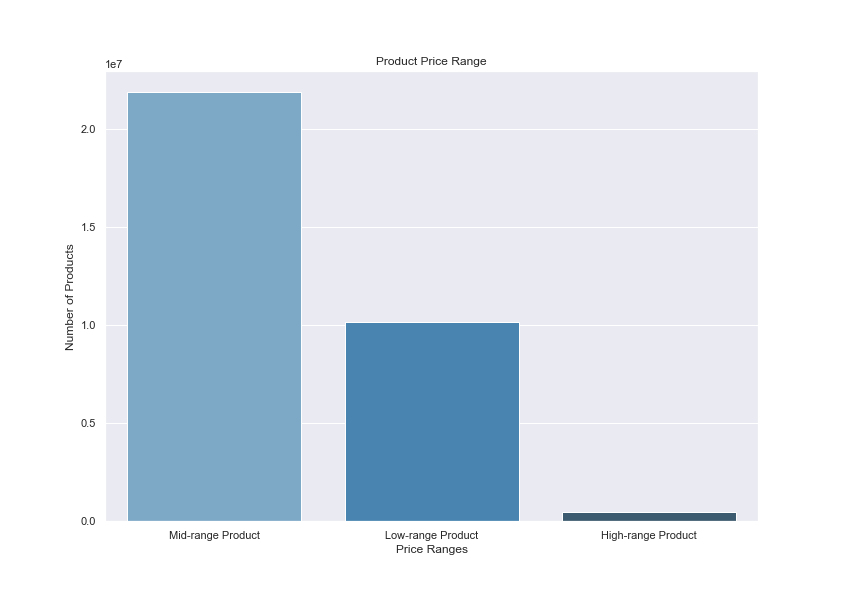 Product Price Range
1e7
2.0
1.5
1.0
0.5
0.0
Number of Products
Mid-range Product
Low-range Product
High-range Product
Price Ranges